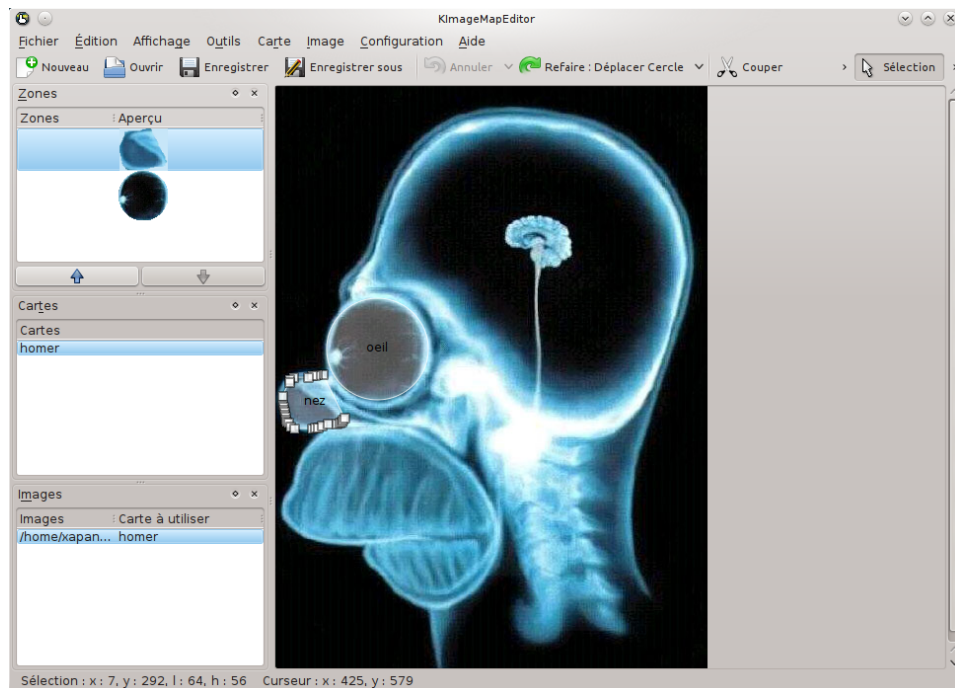 KImageMapEditor
Fichier Édition Affichage Outils Carte Image Configuration Aide
Nouveau Ouvrir Enregistrer Enregistrer sous Annuler Refaire : Déplacer Cercle Couper Sélection
Zones
Zones Aperçu
Cartes
Cartes
homer
Images
Images Carte à utiliser
/home/xapan... homer
oeil
nez
Sélection : x : 7, y : 292, l : 64, h : 56 Curseur : x : 425, y : 579